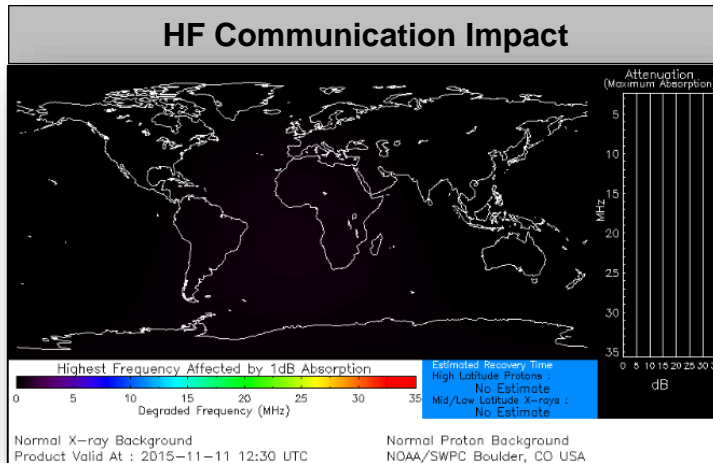 HF Communication Impact
Attenuation
(Maximum Absorption)
5
10
15
20
25
30
35
MHz
0 5 10 15 20 25 30
dB
Highest Frequency Affected by 1dB Absorption
0 5 10 15 20 25 30 35
Degraded Frequency (MHz)
Estimated Recovery Time
High Latitude Protons :
No Estimate
Mid/Low Latitude X-rays :
No Estimate
Normal X-ray Background
Product Valid At : 2015-11-11 12:30 UTC
Normal Proton Background
NOAA/SWPC Boulder, CO USA